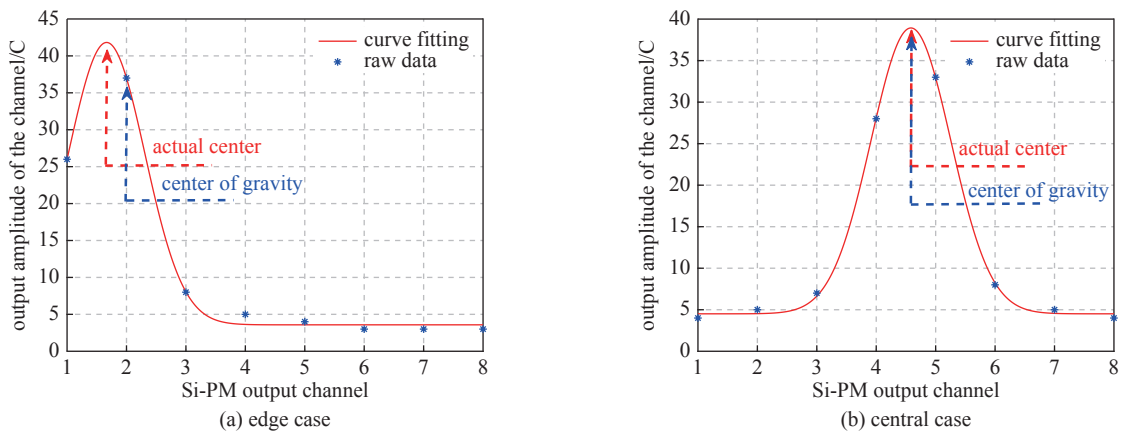 45
40
35
30
25
20
15
10
5
0
output amplitude of the channel/C
curve fitting
raw data
actual center
center of gravity
1 2 3 4 5 6 7 8
Si-PM output channel
(a) edge case
40
35
30
25
20
15
10
5
0
output amplitude of the channel/C
curve fitting
raw data
actual center
center of gravity
1 2 3 4 5 6 7 8
Si-PM output channel
(b) central case